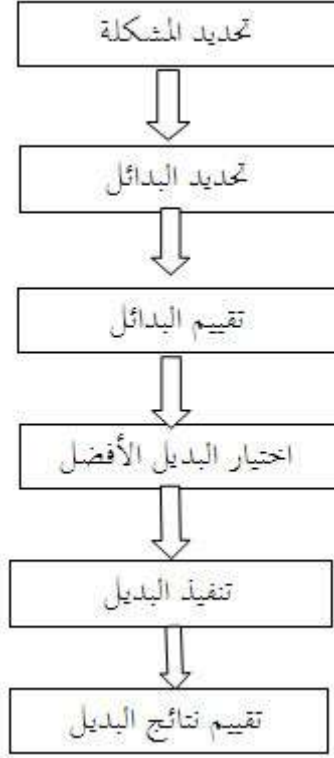 تحديد المشكلة
تحديد البدائل
تقييم البدائل
اختيار البديل الأفضل
تنفيذ البديل
تقييم نتائج البديل